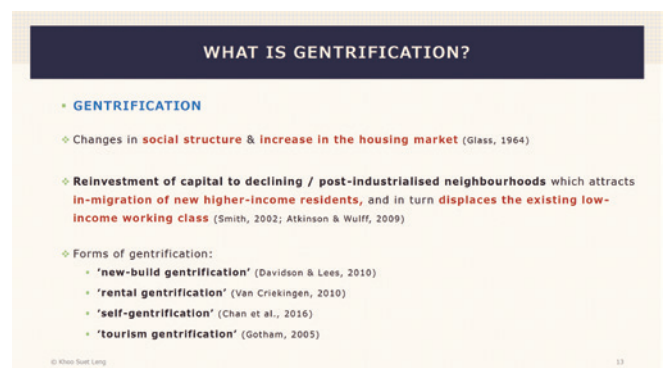 WHAT IS GENTRIFICATION?
GENTRIFICATION
Changes in social structure & increase in the housing market (Glass, 1964)
Reinvestment of capital to declining / post-industrialised neighbourhoods which attracts
in-migration of new higher-income residents, and in turn displaces the existing low-
income working class (Smith, 2002; Atkinson & Wulff, 2009)
Forms of gentrification:
'new-build gentrification' (Davidson & Lees, 2010)
'rental gentrification' (Van Criekingen, 2010)
'self-gentrification' (Chan et al., 2016)
'tourism gentrification' (Gotham, 2005)
© Khoo Suet Leng
13